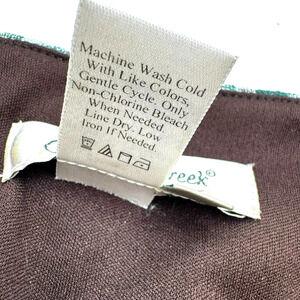 Machine Wash Cold
With Like Colors,
Gentle Cycle. Only
Non-Chlorine Bleach
When Needed.
Line Dry. Low
Iron If Needed.
reek®